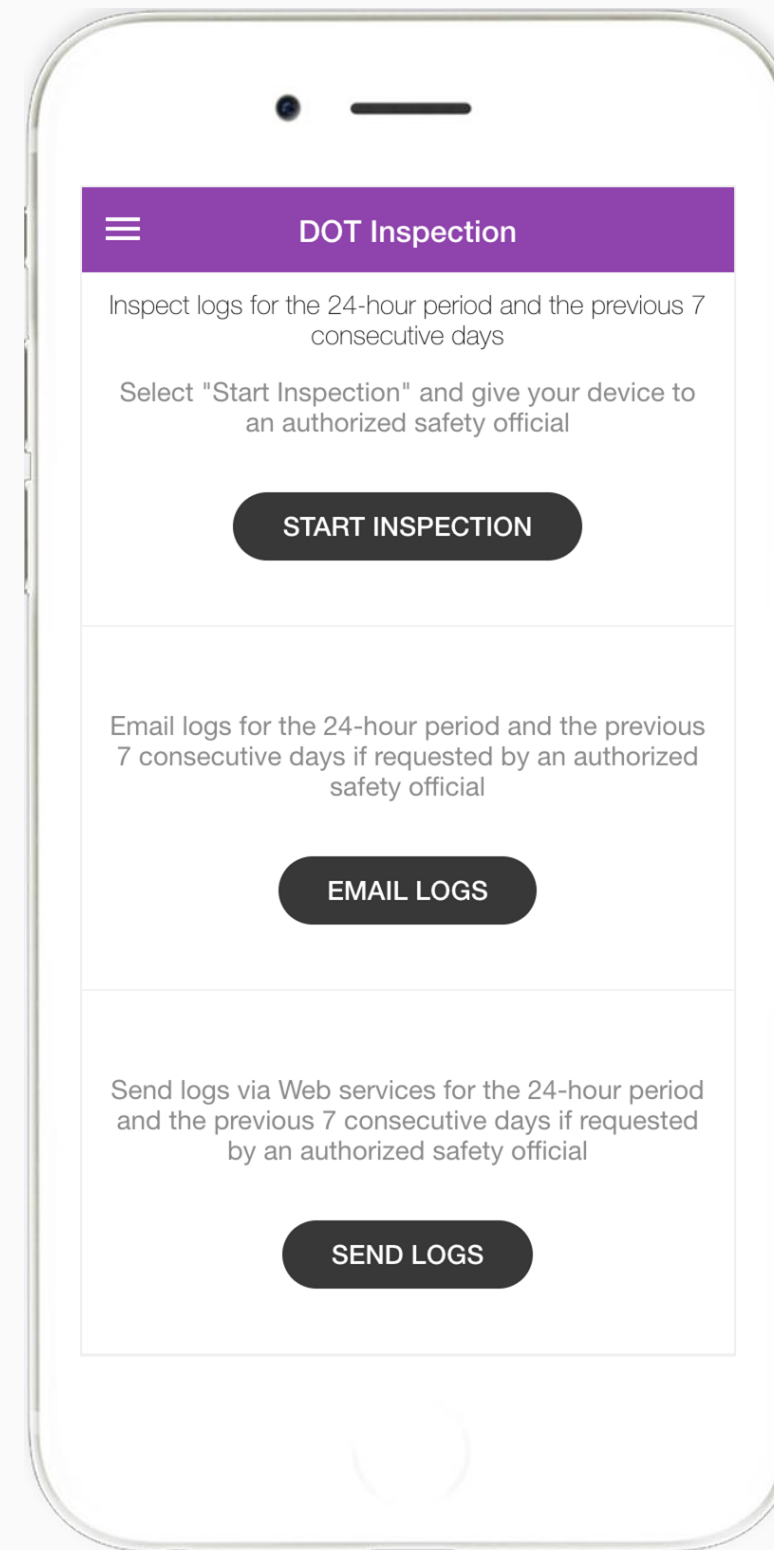 DOT Inspection
Inspect logs for the 24-hour period and the previous 7
consecutive days
Select "Start Inspection" and give your device to
an authorized safety official
START INSPECTION
Email logs for the 24-hour period and the previous
7 consecutive days if requested by an authorized
safety official
EMAIL LOGS
Send logs via Web services for the 24-hour period
and the previous 7 consecutive days if requested
by an authorized safety official
SEND LOGS